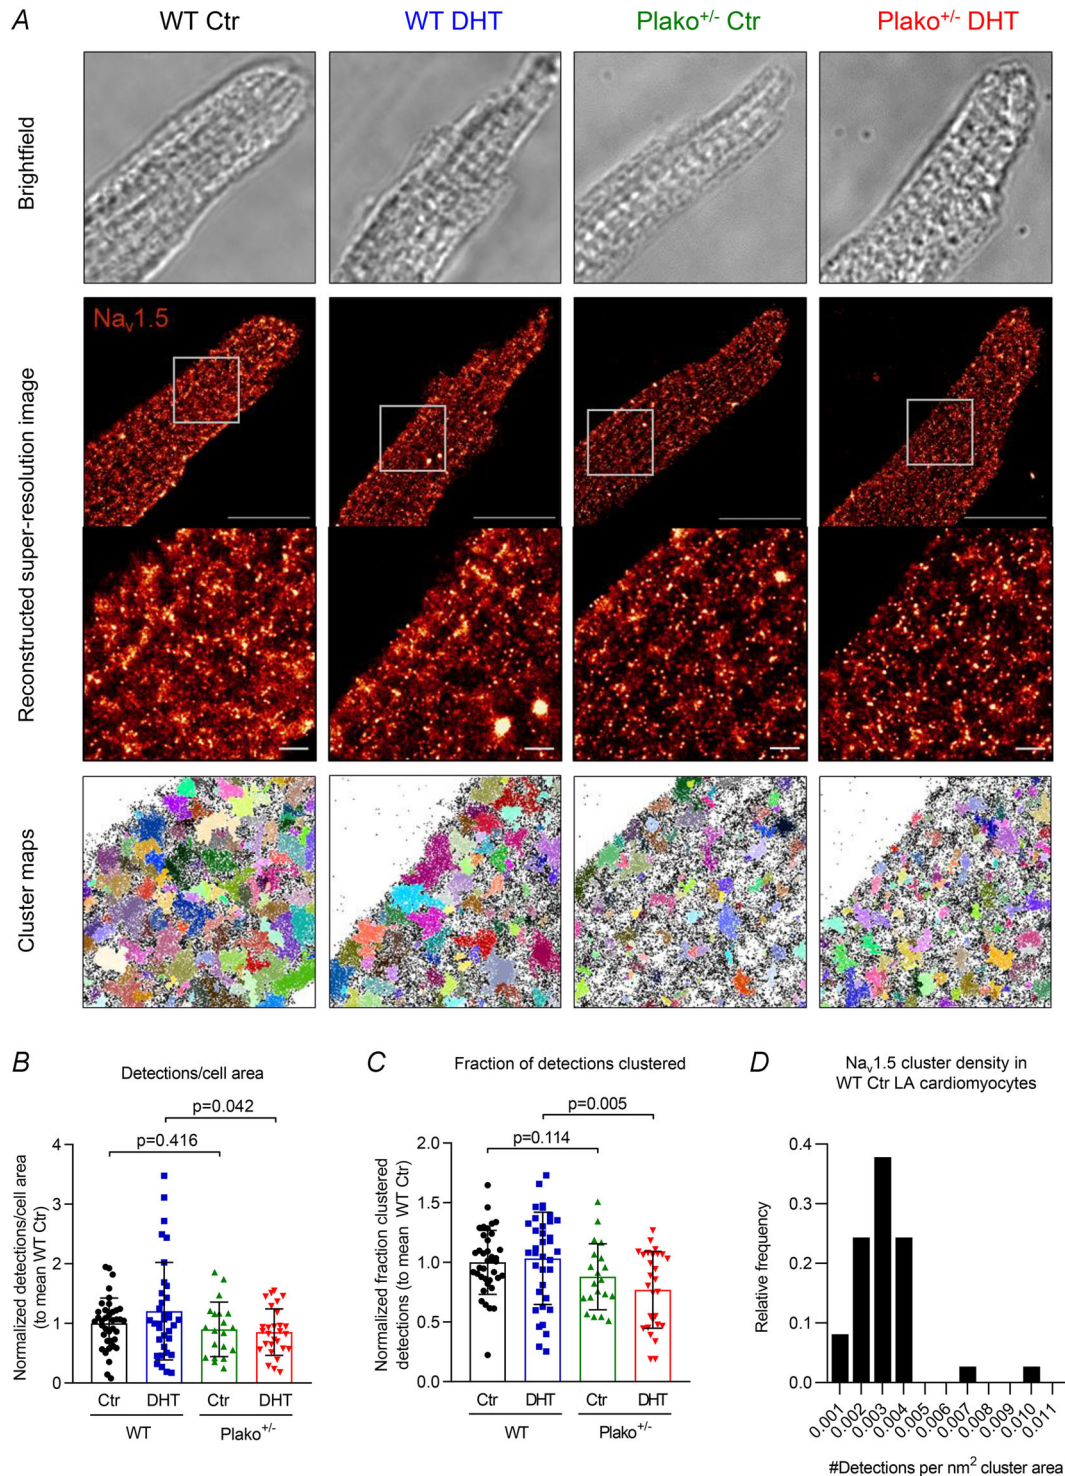 A
WT Ctr
WT DHT
Plako+/- Ctr
Plako+/- DHT
Brightfield
Reconstructed super-resolution image
Nav1.5
Cluster maps
B
Detections/cell area
p=0.042
p=0.416
Normalized detections/cell area
(to mean WT Ctr)
4
3
2
1
0
Ctr
DHT
Ctr
DHT
WT
Plako+/-
C
Fraction of detections clustered
p=0.005
p=0.114
Normalized fraction clustered
detections (to mean WT Ctr)
2.0
1.5
1.0
0.5
0.0
Ctr
DHT
Ctr
DHT
WT
Plako+/-
D
Nav1.5 cluster density in
WT Ctr LA cardiomyocytes
Relative frequency
0.4
0.3
0.2
0.1
0.0
0.001
0.002
0.003
0.004
0.005
0.006
0.007
0.008
0.009
0.010
0.011
#Detections per nm2 cluster area